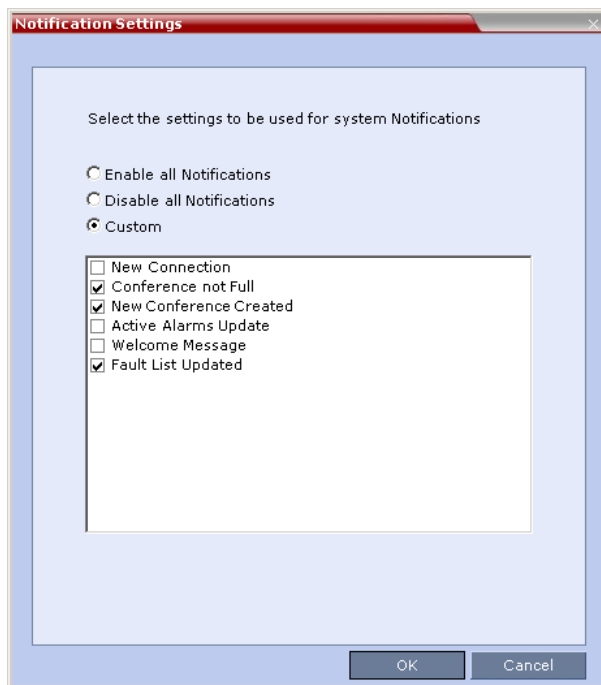 Notification Settings
Select the settings to be used for system Notifications
Enable all Notifications
Disable all Notifications
Custom
New Connection
Conference not Full
New Conference Created
Active Alarms Update
Welcome Message
Fault List Updated
OK Cancel